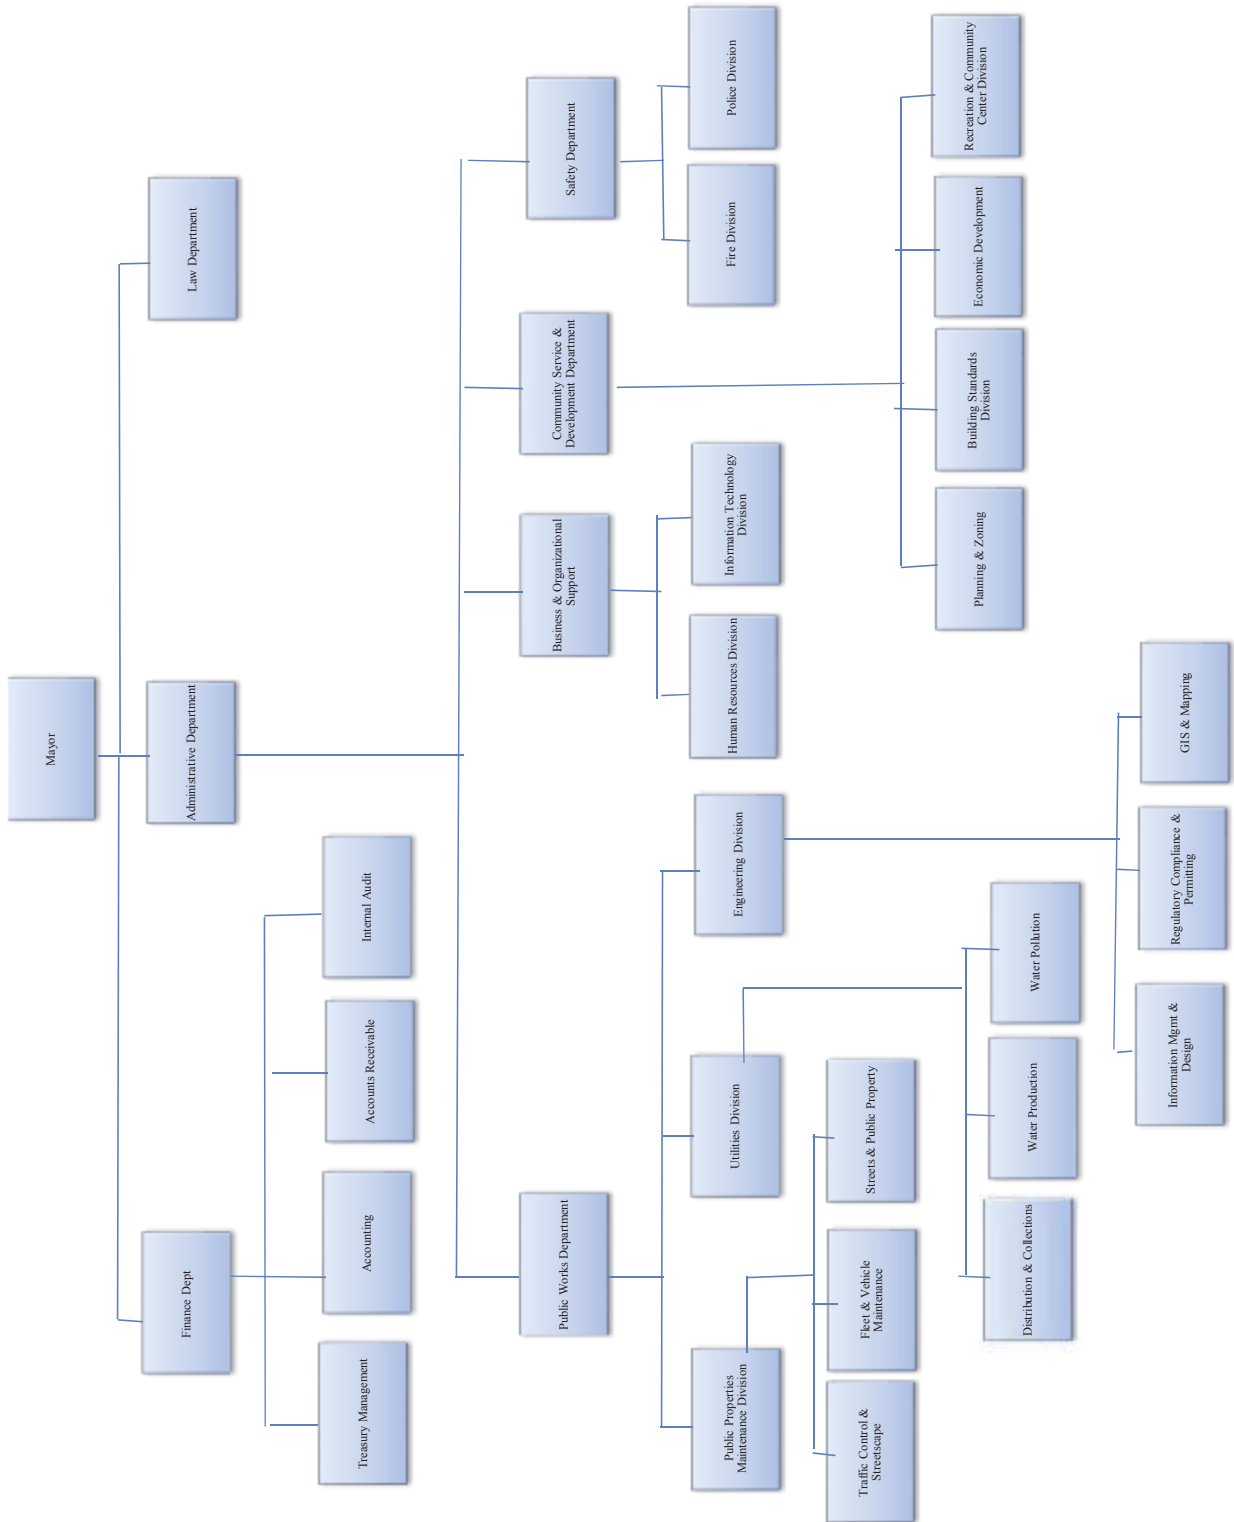 Mayor
Finance Dept
Administrative Department
Law Department
Treasury Management
Accounting
Accounts Receivable
Internal Audit
Public Works Department
Business & Organizational
Support
Community Service &
Development Department
Safety Department
Public Properties
Maintenance Division
Utilities Division
Engineering Division
Human Resources Division
Information Technology
Division
Fire Division
Police Division
Traffic Control &
Streetscape
Fleet & Vehicle
Maintenance
Streets & Public Property
Planning & Zoning
Building Standards
Division
Economic Development
Recreation & Community
Center Division
Distribution & Collections
Water Production
Water Pollution
Information Mgmt &
Design
Regulatory Compliance &
Permitting
GIS & Mapping